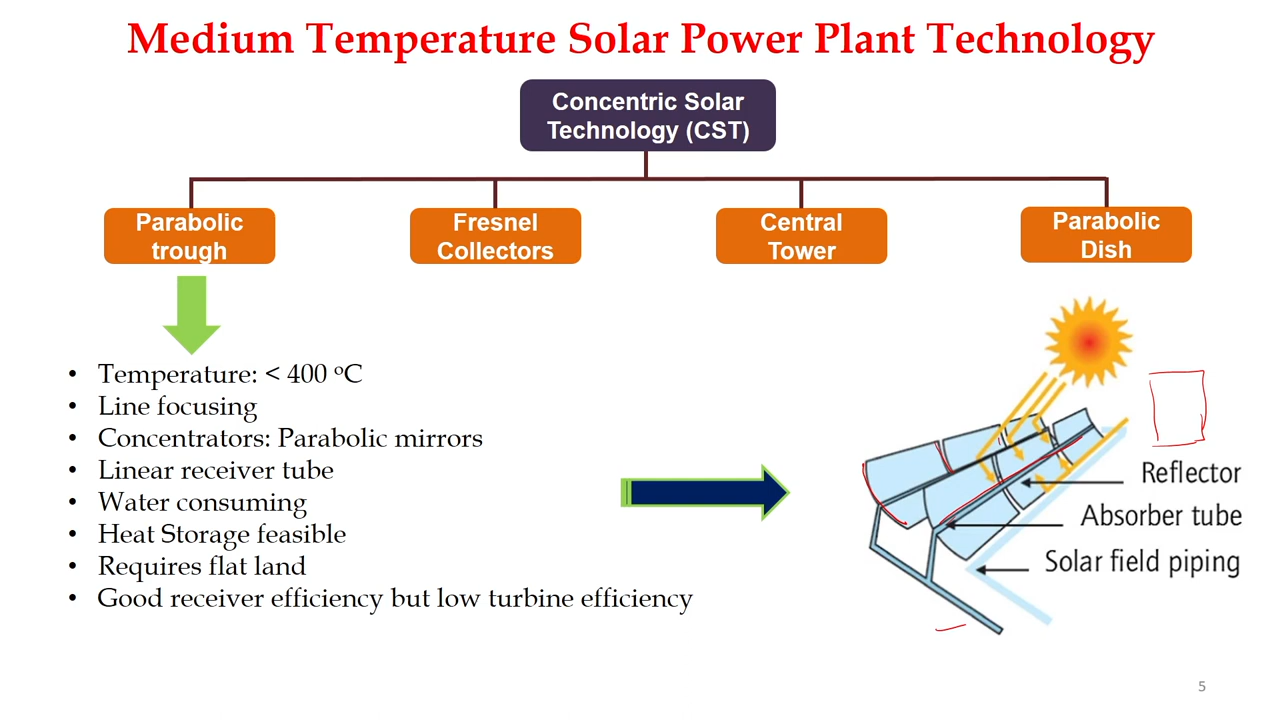 Medium Temperature Solar Power Plant Technology
Concentric Solar
Technology (CST)
Parabolic
trough
Fresnel
Collectors
Central
Tower
Parabolic
Dish
• Temperature: < 400 ºC
• Line focusing
• Concentrators: Parabolic mirrors
• Linear receiver tube
• Water consuming
• Heat Storage feasible
• Requires flat land
• Good receiver efficiency but low turbine efficiency
Reflector
Absorber tube
Solar field piping
5